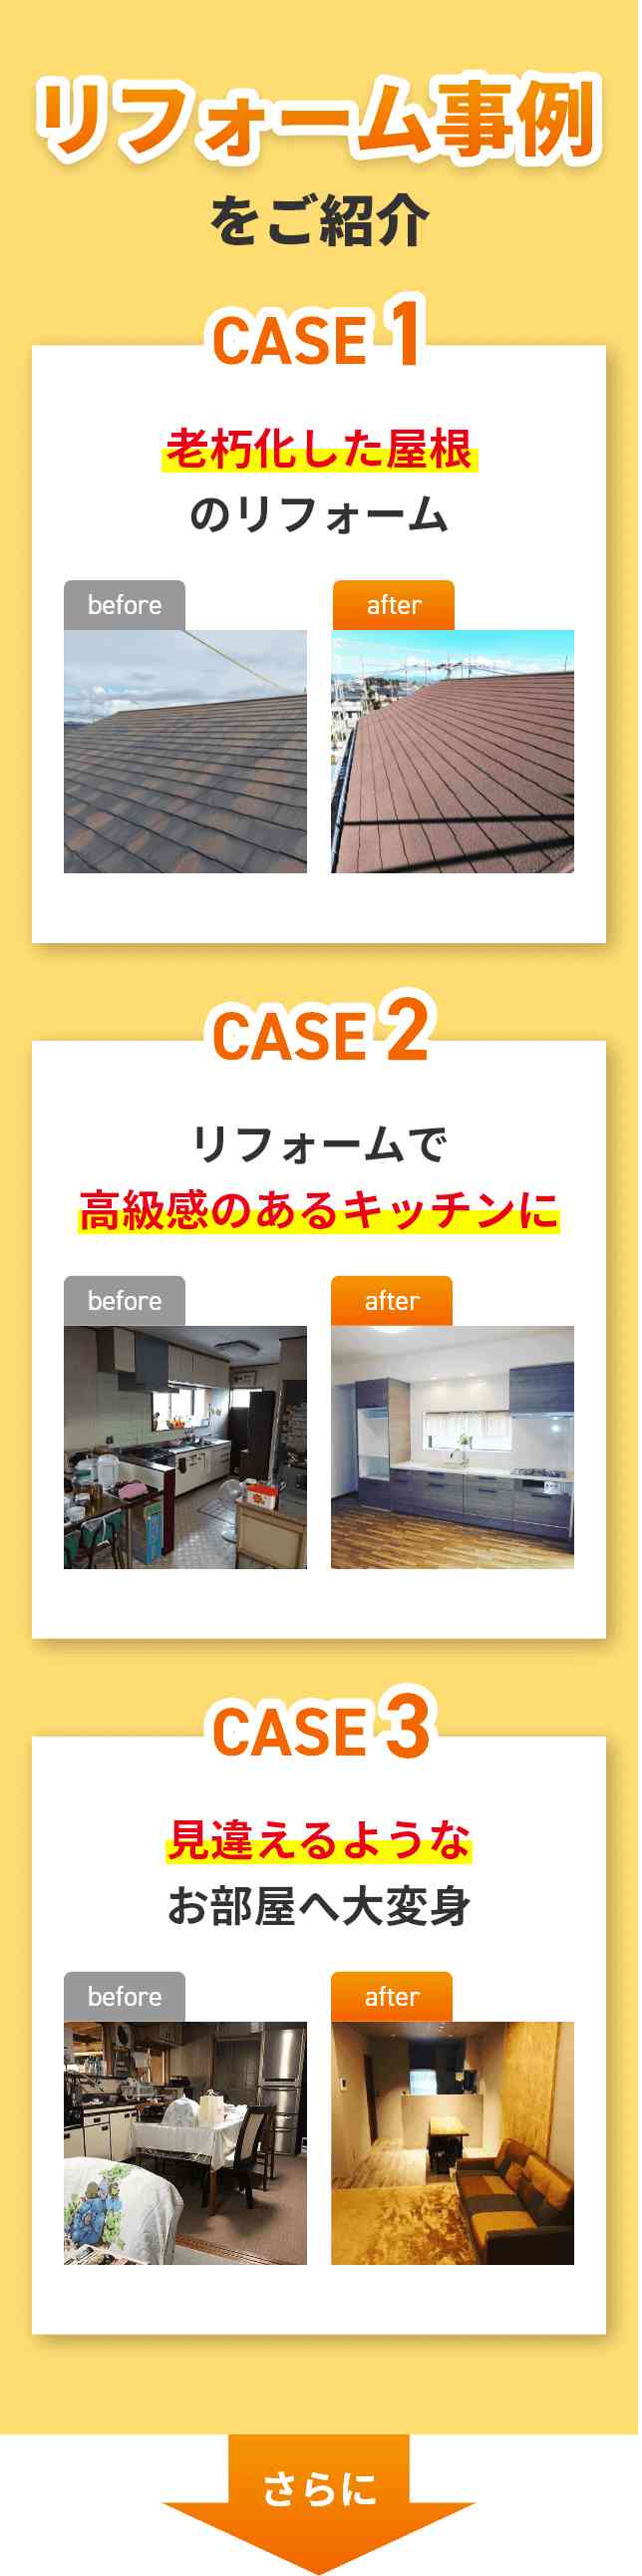 リフォーム事例
をご紹介
CASE 1
老朽化した屋根
のリフォーム
before
after
CASE 2
リフォームで
高級感のあるキッチンに
before
after
CASE 3
見違えるような
お部屋へ大変身
before
after
さらに